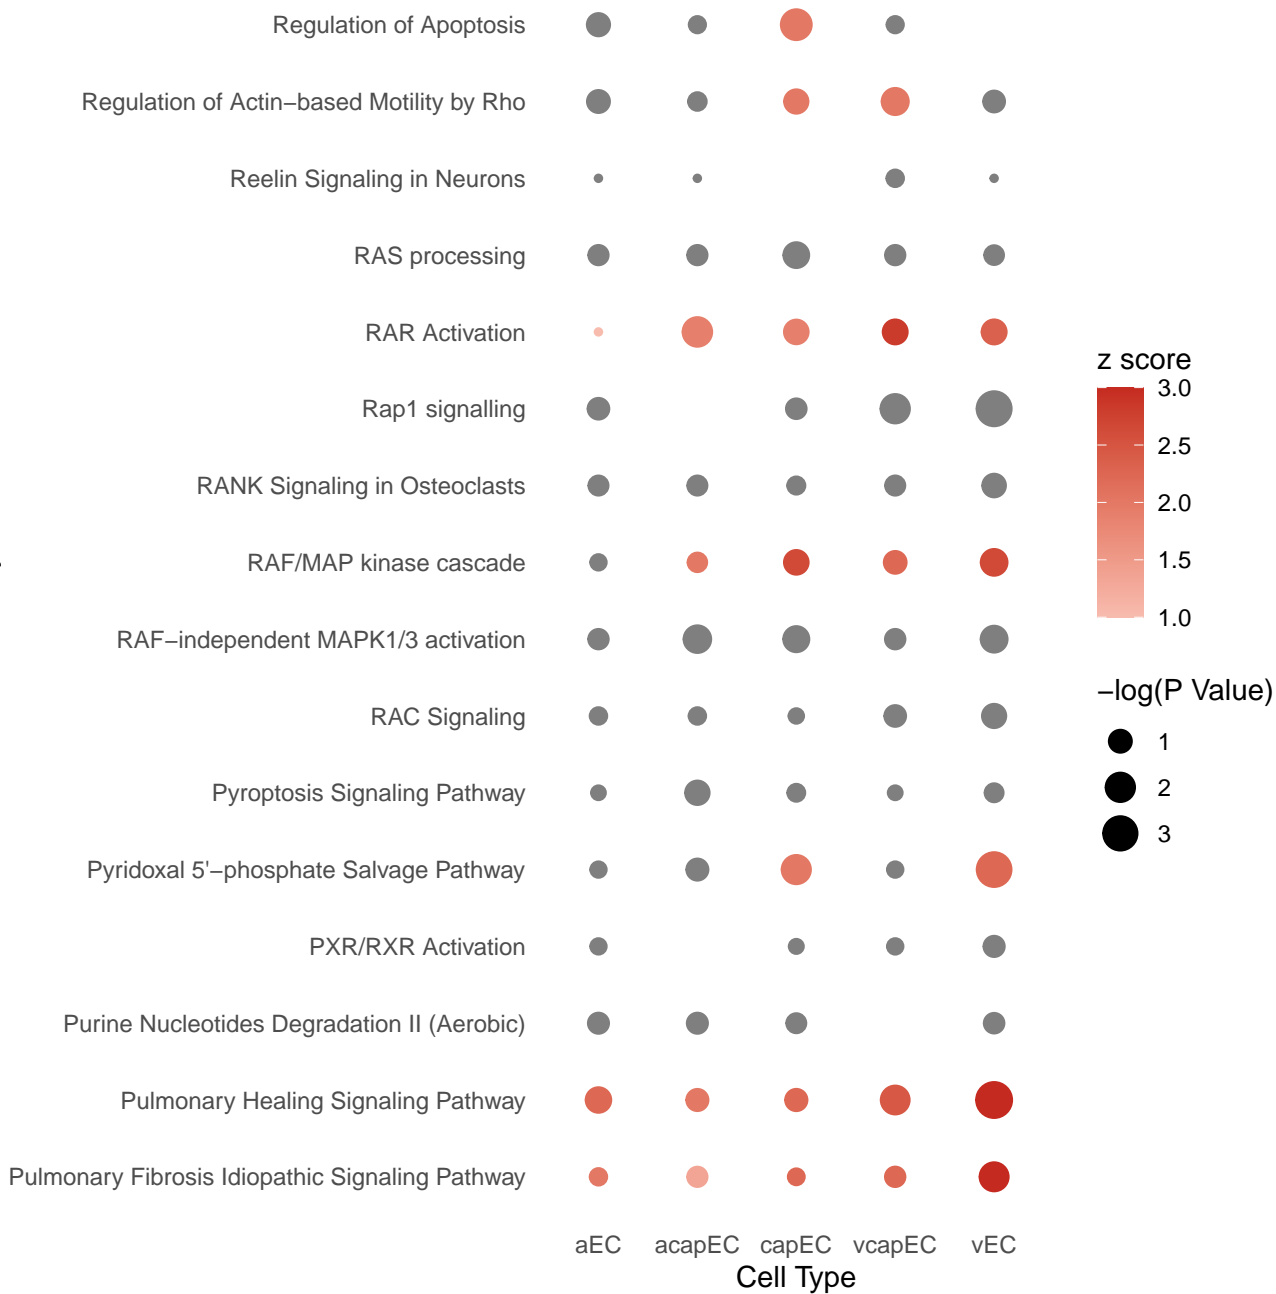 Regulation of Apoptosis
Regulation of Actin−based Motility by Rho
Reelin Signaling in Neurons
RAS processing
RAR Activation
Rap1 signalling
RANK Signaling in Osteoclasts
RAF/MAP kinase cascade
RAF−independent MAPK1/3 activation
RAC Signaling
Pyroptosis Signaling Pathway
Pyridoxal 5'−phosphate Salvage Pathway
PXR/RXR Activation
Purine Nucleotides Degradation II (Aerobic)
Pulmonary Healing Signaling Pathway
Pulmonary Fibrosis Idiopathic Signaling Pathway
aEC acapEC capEC vcapEC vEC
Cell Type
z score
3.0
2.5
2.0
1.5
1.0
−log(P Value)
1
2
3